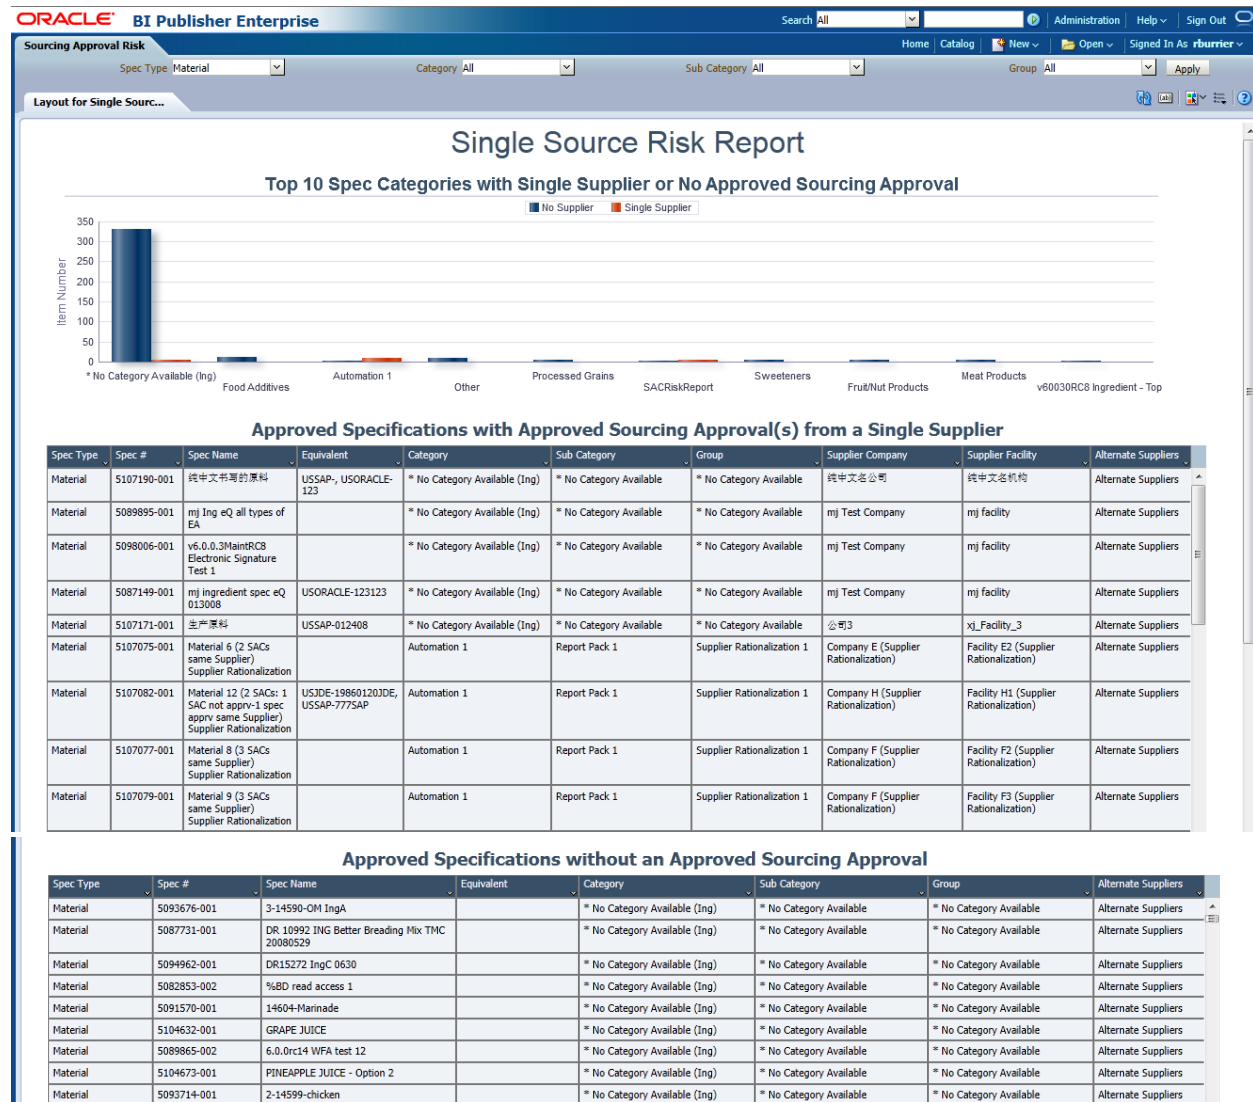 ORACLE BI Publisher Enterprise Search All Administration Help Sign Out
Sourcing Approval Risk Home Catalog New Open Signed In As rburrier
Spec Type Material Category All Sub Category All Group All Apply
Layout for Single Sourc...
Single Source Risk Report
Top 10 Spec Categories with Single Supplier or No Approved Sourcing Approval
No Supplier Single Supplier
Item Number
350
300
250
200
150
100
50
0
* No Category Available (Ing) Food Additives Automation 1 Other Processed Grains SACRiskReport Sweeteners Fruit/Nut Products Meat Products v60030RC8 Ingredient - Top
Approved Specifications with Approved Sourcing Approval(s) from a Single Supplier
Spec Type Spec # Spec Name Equivalent Category Sub Category Group Supplier Company Supplier Facility Alternate Suppliers
Material 5107190-001 纯中文书写的原料 USSAP-, USORACLE- * No Category Available (Ing) * No Category Available * No Category Available 纯中文名公司 纯中文名机构 Alternate Suppliers
123
Material 5089895-001 mj Ing eQ all types of * No Category Available (Ing) * No Category Available * No Category Available mj Test Company mj facility Alternate Suppliers
EA
Material 5098006-001 v6.0.0.3MaintRC8 * No Category Available (Ing) * No Category Available * No Category Available mj Test Company mj facility Alternate Suppliers
Electronic Signature
Test 1
Material 5087149-001 mj ingredient spec eQ USORACLE-123123 * No Category Available (Ing) * No Category Available * No Category Available mj Test Company mj facility Alternate Suppliers
013008
Material 5107171-001 生产原料 USSAP-012408 * No Category Available (Ing) * No Category Available * No Category Available 公司3 xj_Facility_3 Alternate Suppliers
Material 5107075-001 Material 6 (2 SACs Automation 1 Report Pack 1 Supplier Rationalization 1 Company E (Supplier Facility E2 (Supplier Alternate Suppliers
same Supplier) Rationalization) Rationalization)
Supplier Rationalization
Material 5107082-001 Material 12 (2 SACs: 1 USJDE-19860120JDE, Automation 1 Report Pack 1 Supplier Rationalization 1 Company H (Supplier Facility H1 (Supplier Alternate Suppliers
SAC not apprv-1 spec USSAP-777SAP Rationalization) Rationalization)
apprv same Supplier)
Supplier Rationalization
Material 5107077-001 Material 8 (3 SACs Automation 1 Report Pack 1 Supplier Rationalization 1 Company F (Supplier Facility F2 (Supplier Alternate Suppliers
same Supplier) Rationalization) Rationalization)
Supplier Rationalization
Material 5107079-001 Material 9 (3 SACs Automation 1 Report Pack 1 Supplier Rationalization 1 Company F (Supplier Facility F3 (Supplier Alternate Suppliers
same Supplier) Rationalization) Rationalization)
Supplier Rationalization
Approved Specifications without an Approved Sourcing Approval
Spec Type Spec # Spec Name Equivalent Category Sub Category Group Alternate Suppliers
Material 5093676-001 3-14590-OM IngA * No Category Available (Ing) * No Category Available * No Category Available Alternate Suppliers
Material 5087731-001 DR 10992 ING Better Breading Mix TMC * No Category Available (Ing) * No Category Available * No Category Available Alternate Suppliers
20080529
Material 5094962-001 DR15272 IngC 0630 * No Category Available (Ing) * No Category Available * No Category Available Alternate Suppliers
Material 5082853-002 %BD read access 1 * No Category Available (Ing) * No Category Available * No Category Available Alternate Suppliers
Material 5091570-001 14604-Marinade * No Category Available (Ing) * No Category Available * No Category Available Alternate Suppliers
Material 5104632-001 GRAPE JUICE * No Category Available (Ing) * No Category Available * No Category Available Alternate Suppliers
Material 5089865-002 6.0.0rc14 WFA test 12 * No Category Available (Ing) * No Category Available * No Category Available Alternate Suppliers
Material 5104673-001 PINEAPPLE JUICE - Option 2 * No Category Available (Ing) * No Category Available * No Category Available Alternate Suppliers
Material 5093714-001 2-14599-chicken * No Category Available (Ing) * No Category Available * No Category Available Alternate Suppliers